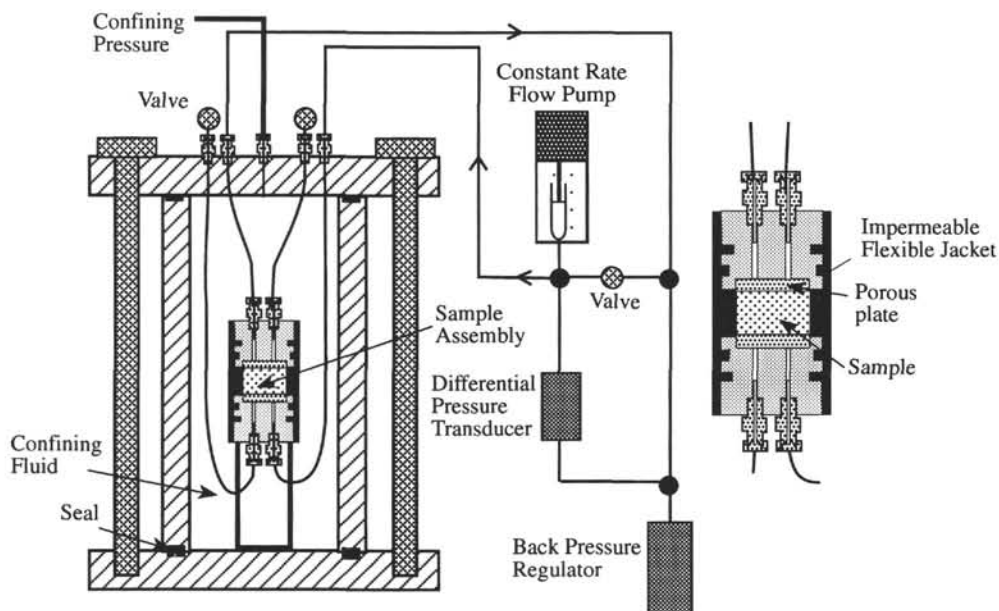 Confining
Pressure
Valve
Constant Rate
Flow Pump
Valve
Sample
Assembly
Differential
Pressure
Transducer
Confining
Fluid
Seal
Back Pressure
Regulator
Impermeable
Flexible Jacket
Porous
plate
Sample